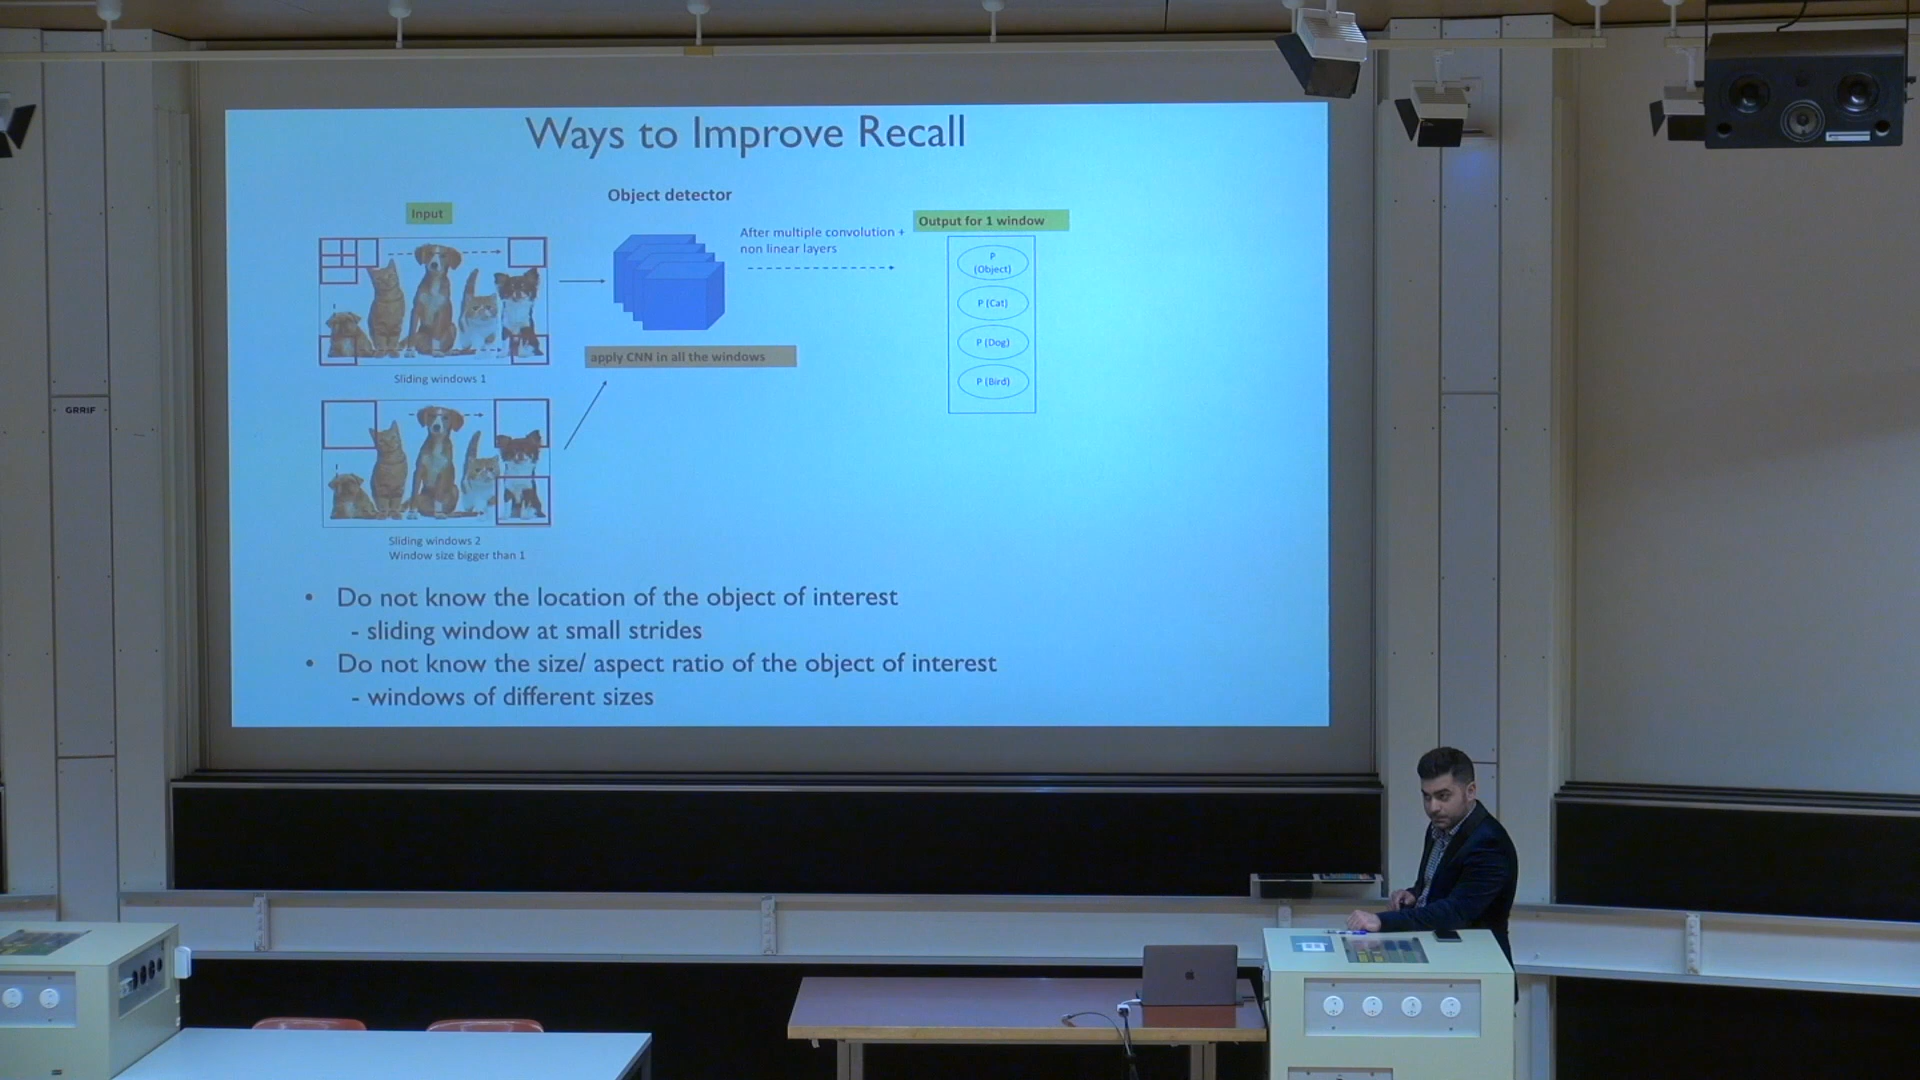 Ways to Improve Recall
Object detector
Input
After multiple convolution +
non linear layers
Output for 1 window
P
(Object)
P (Cat)
P (Dog)
P (Bird)
apply CNN in all the windows
Sliding windows 1
Sliding windows 2
Window size bigger than 1
• Do not know the location of the object of interest
- sliding window at small strides
• Do not know the size/ aspect ratio of the object of interest
- windows of different sizes
GRRIF